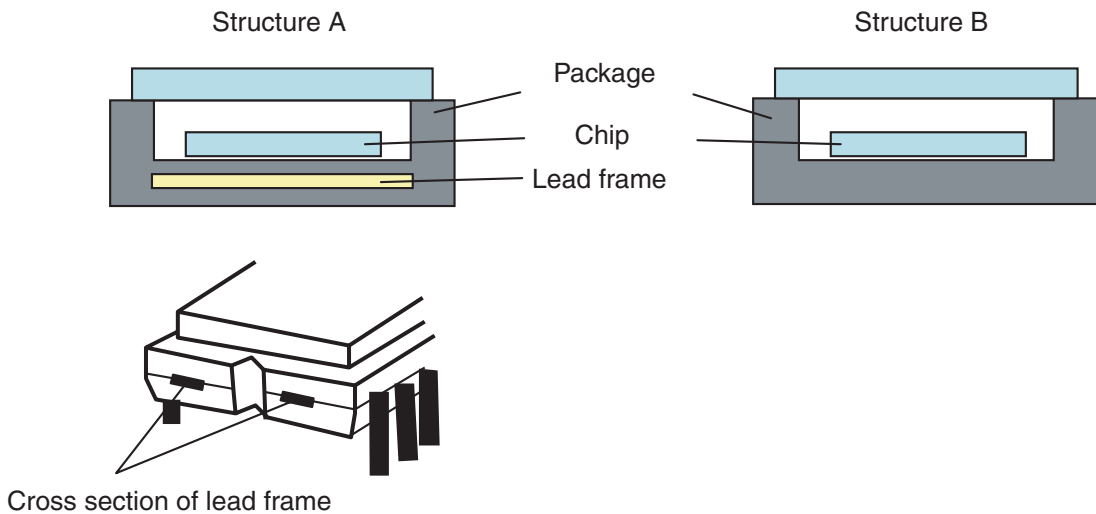 Structure A
Structure B
Package
Chip
Lead frame
Cross section of lead frame